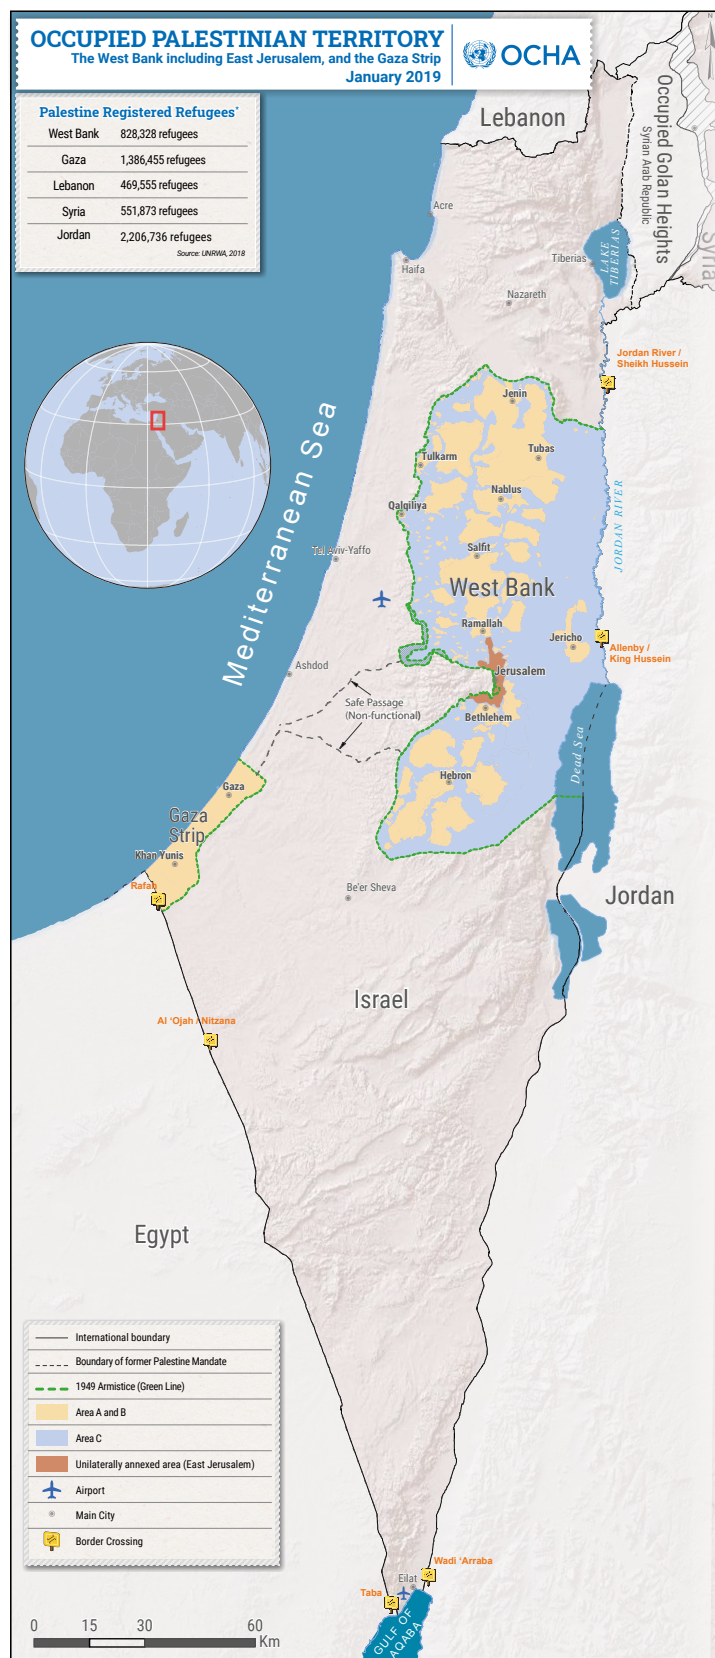 OCCUPIED PALESTINIAN TERRITORY
The West Bank including East Jerusalem, and the Gaza Strip
January 2019
OCHA
Palestine Registered Refugees*
West Bank 828,328 refugees
Gaza 1,386,455 refugees
Lebanon 469,555 refugees
Syria 551,873 refugees
Jordan 2,206,736 refugees
Source: UNRWA, 2018
Lebanon
Occupied Golan Heights
Syrian Arab Republic
Syria
Acre
Haifa
Tiberias
LAKE
TIBERIAS
Nazareth
Jordan River /
Sheikh Hussein
Mediterranean Sea
Jenin
Tulkarm
Tubas
Nablus
Qalqiliya
JORDAN RIVER
Tel Aviv-Yaffo
Salfit
West Bank
Ramallah
Jericho
Allenby /
King Hussein
Ashdod
Jerusalem
Safe Passage
(Non-functional)
Bethlehem
Dead Sea
Hebron
Gaza
Gaza
Strip
Khan Yunis
Rafah
Be'er Sheva
Jordan
Israel
Al 'Ojah / Nitzana
Egypt
International boundary
Boundary of former Palestine Mandate
1949 Armistice (Green Line)
Area A and B
Area C
Unilaterally annexed area (East Jerusalem)
Airport
Main City
Border Crossing
Wadi 'Arraba
Eilat
Taba
GULF OF
AQABA
0 15 30 60
Km